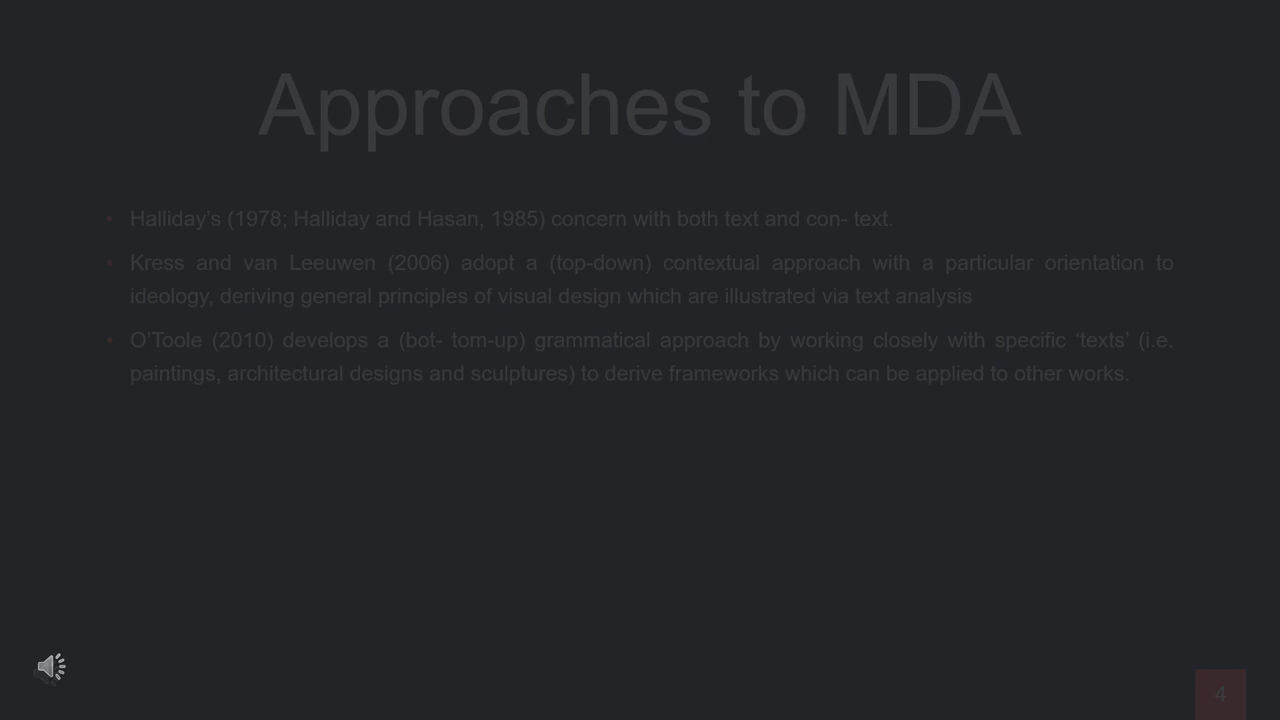 Approaches to MDA
• Halliday’s (1978; Halliday and Hasan, 1985) concern with both text and con- text.
• Kress and van Leeuwen (2006) adopt a (top-down) contextual approach with a particular orientation to
ideology, deriving general principles of visual design which are illustrated via text analysis
• O’Toole (2010) develops a (bot- tom-up) grammatical approach by working closely with specific ‘texts’ (i.e.
paintings, architectural designs and sculptures) to derive frameworks which can be applied to other works.
4